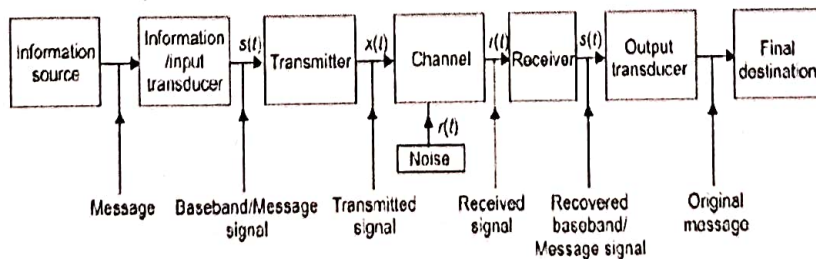 Information
source
Information
/input
transducer
s(t)
Transmitter
x(t)
Channel
r(t)
Receiver
s(t)
Output
transducer
Final
destination
r(t)
Noise
Message
Baseband/Message
signal
Transmitted
signal
Received
signal
Recovered
baseband/
Message signal
Original
message